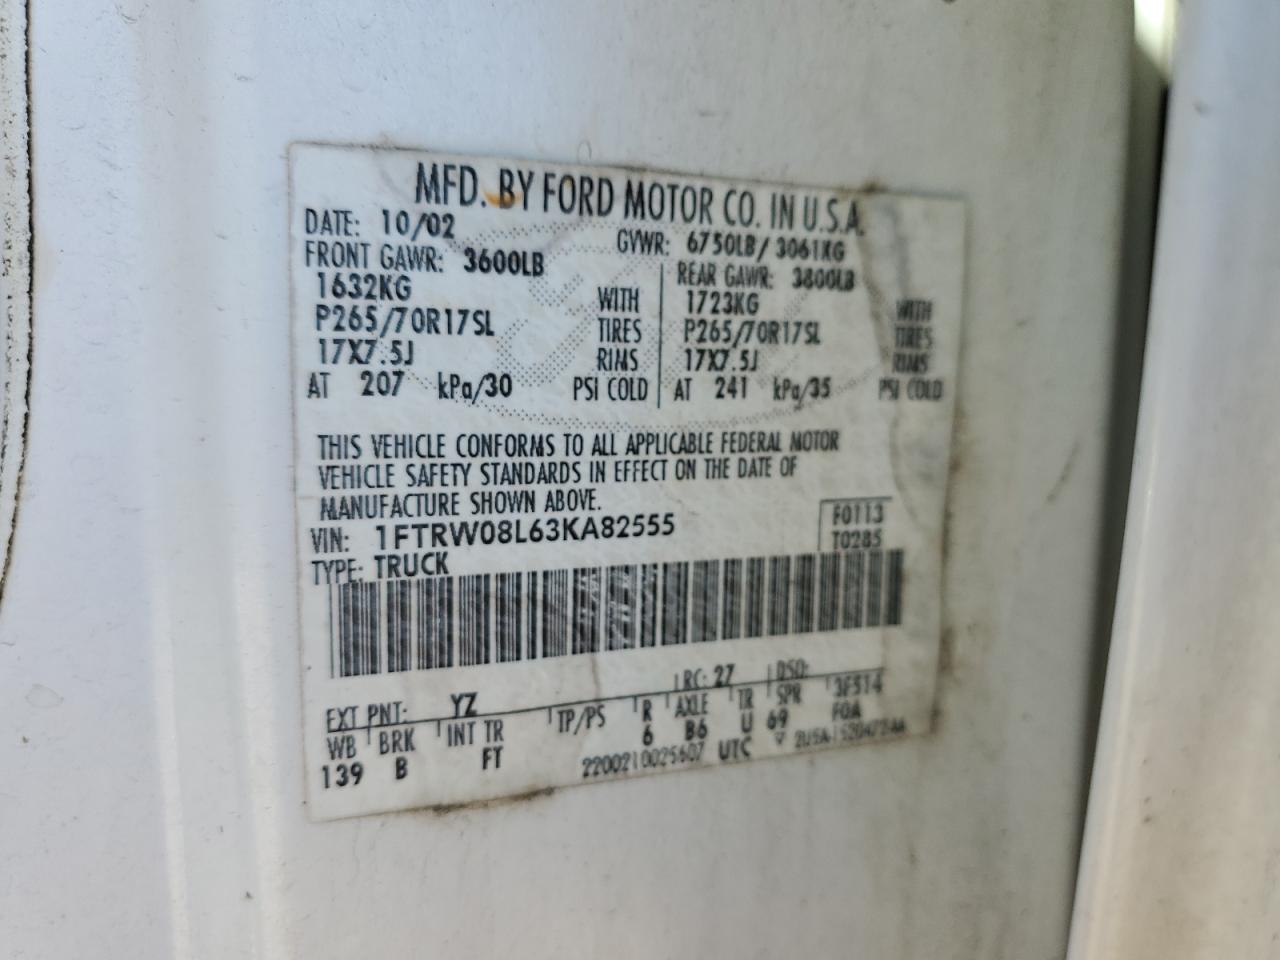 MFD. BY FORD MOTOR CO. IN U.S.A.
DATE: 10/02 GVWR: 6750LB/ 3061KG
FRONT GAWR: 3600LB REAR GAWR: 3800LB
1632KG WITH 1723KG WITH
P265/70R17SL TIRES P265/70R17SL TIRES
17X7.5J RIMS 17X7.5J RIMS
AT 207 kPa/30 PSI COLD AT 241 kPa/35 PSI COLD
THIS VEHICLE CONFORMS TO ALL APPLICABLE FEDERAL MOTOR
VEHICLE SAFETY STANDARDS IN EFFECT ON THE DATE OF
MANUFACTURE SHOWN ABOVE.
VIN: 1FTRW08L63KA82555 F0113
TYPE: TRUCK T0285
EXT PNT: YZ RC: 27 DSO:
WB BRK INT TR TP/PS R AXLE TR SPR 3F514
139 B FT 6 B6 U 69 FOA
2200210025607 UTC